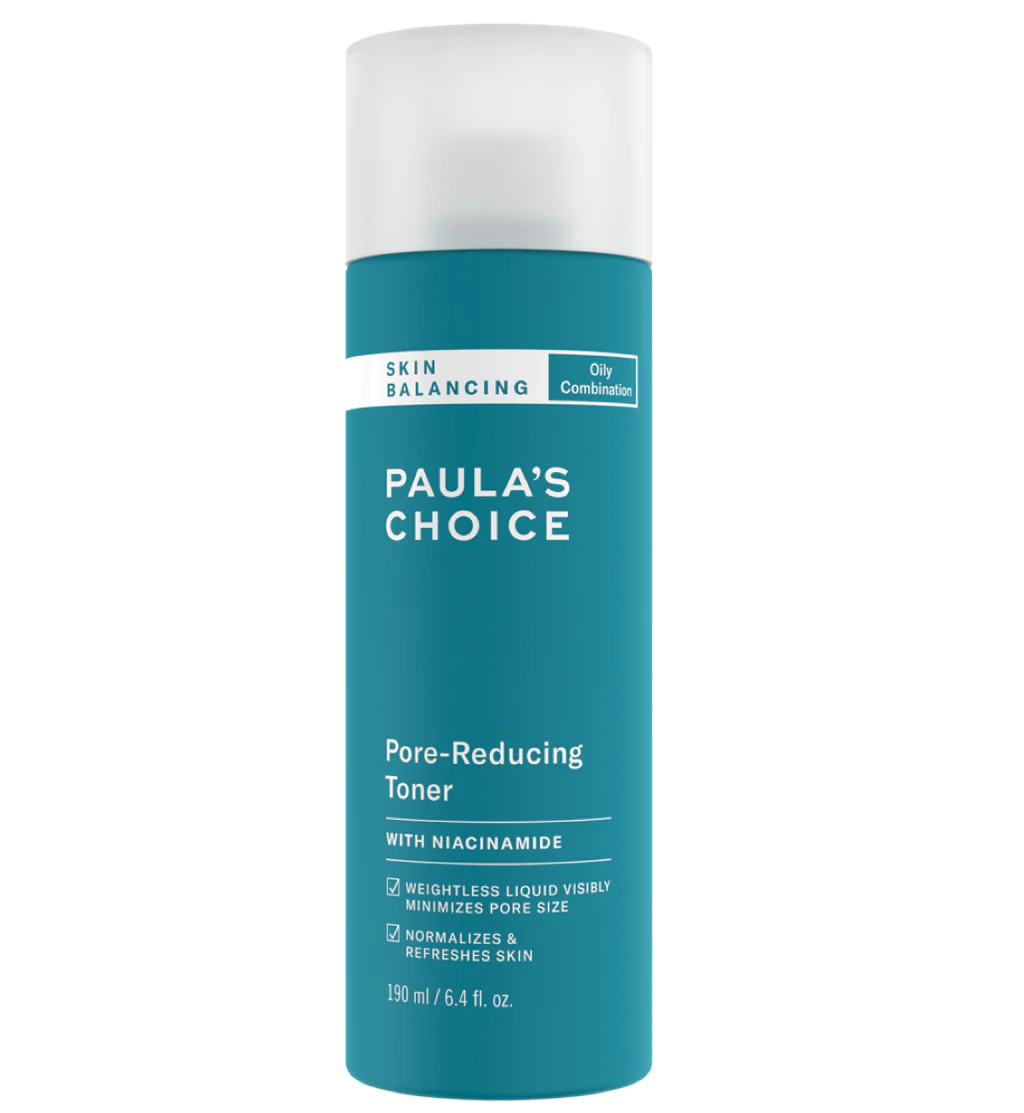 SKIN
BALANCING
Oily
Combination
PAULA'S
CHOICE
Pore-Reducing
Toner
WITH NIACINAMIDE
☑ WEIGHTLESS LIQUID VISIBLY
MINIMIZES PORE SIZE
☑ NORMALIZES &
REFRESHES SKIN
190 ml / 6.4 fl. oz.